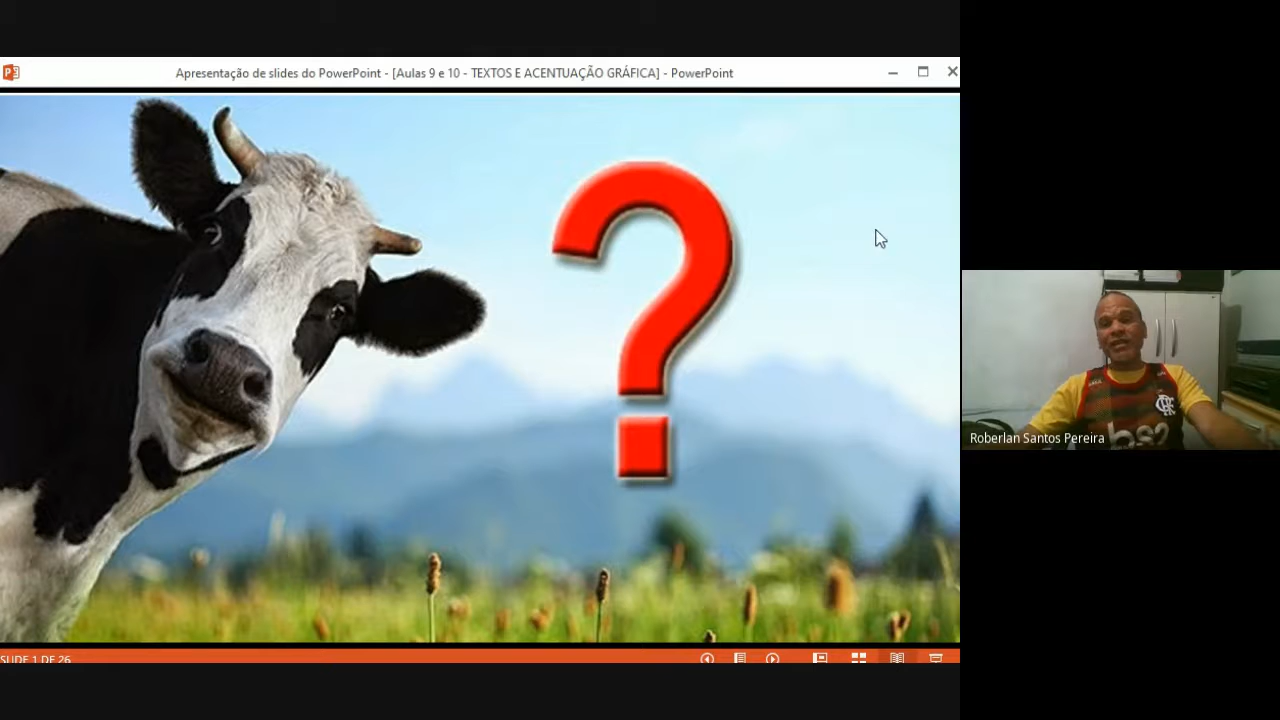 Apresentação de slides do PowerPoint - [Aulas 9 e 10 - TEXTOS E ACENTUAÇÃO GRÁFICA] - PowerPoint
?
Roberlan Santos Pereira
bs2
SLIDE 1 DE 26